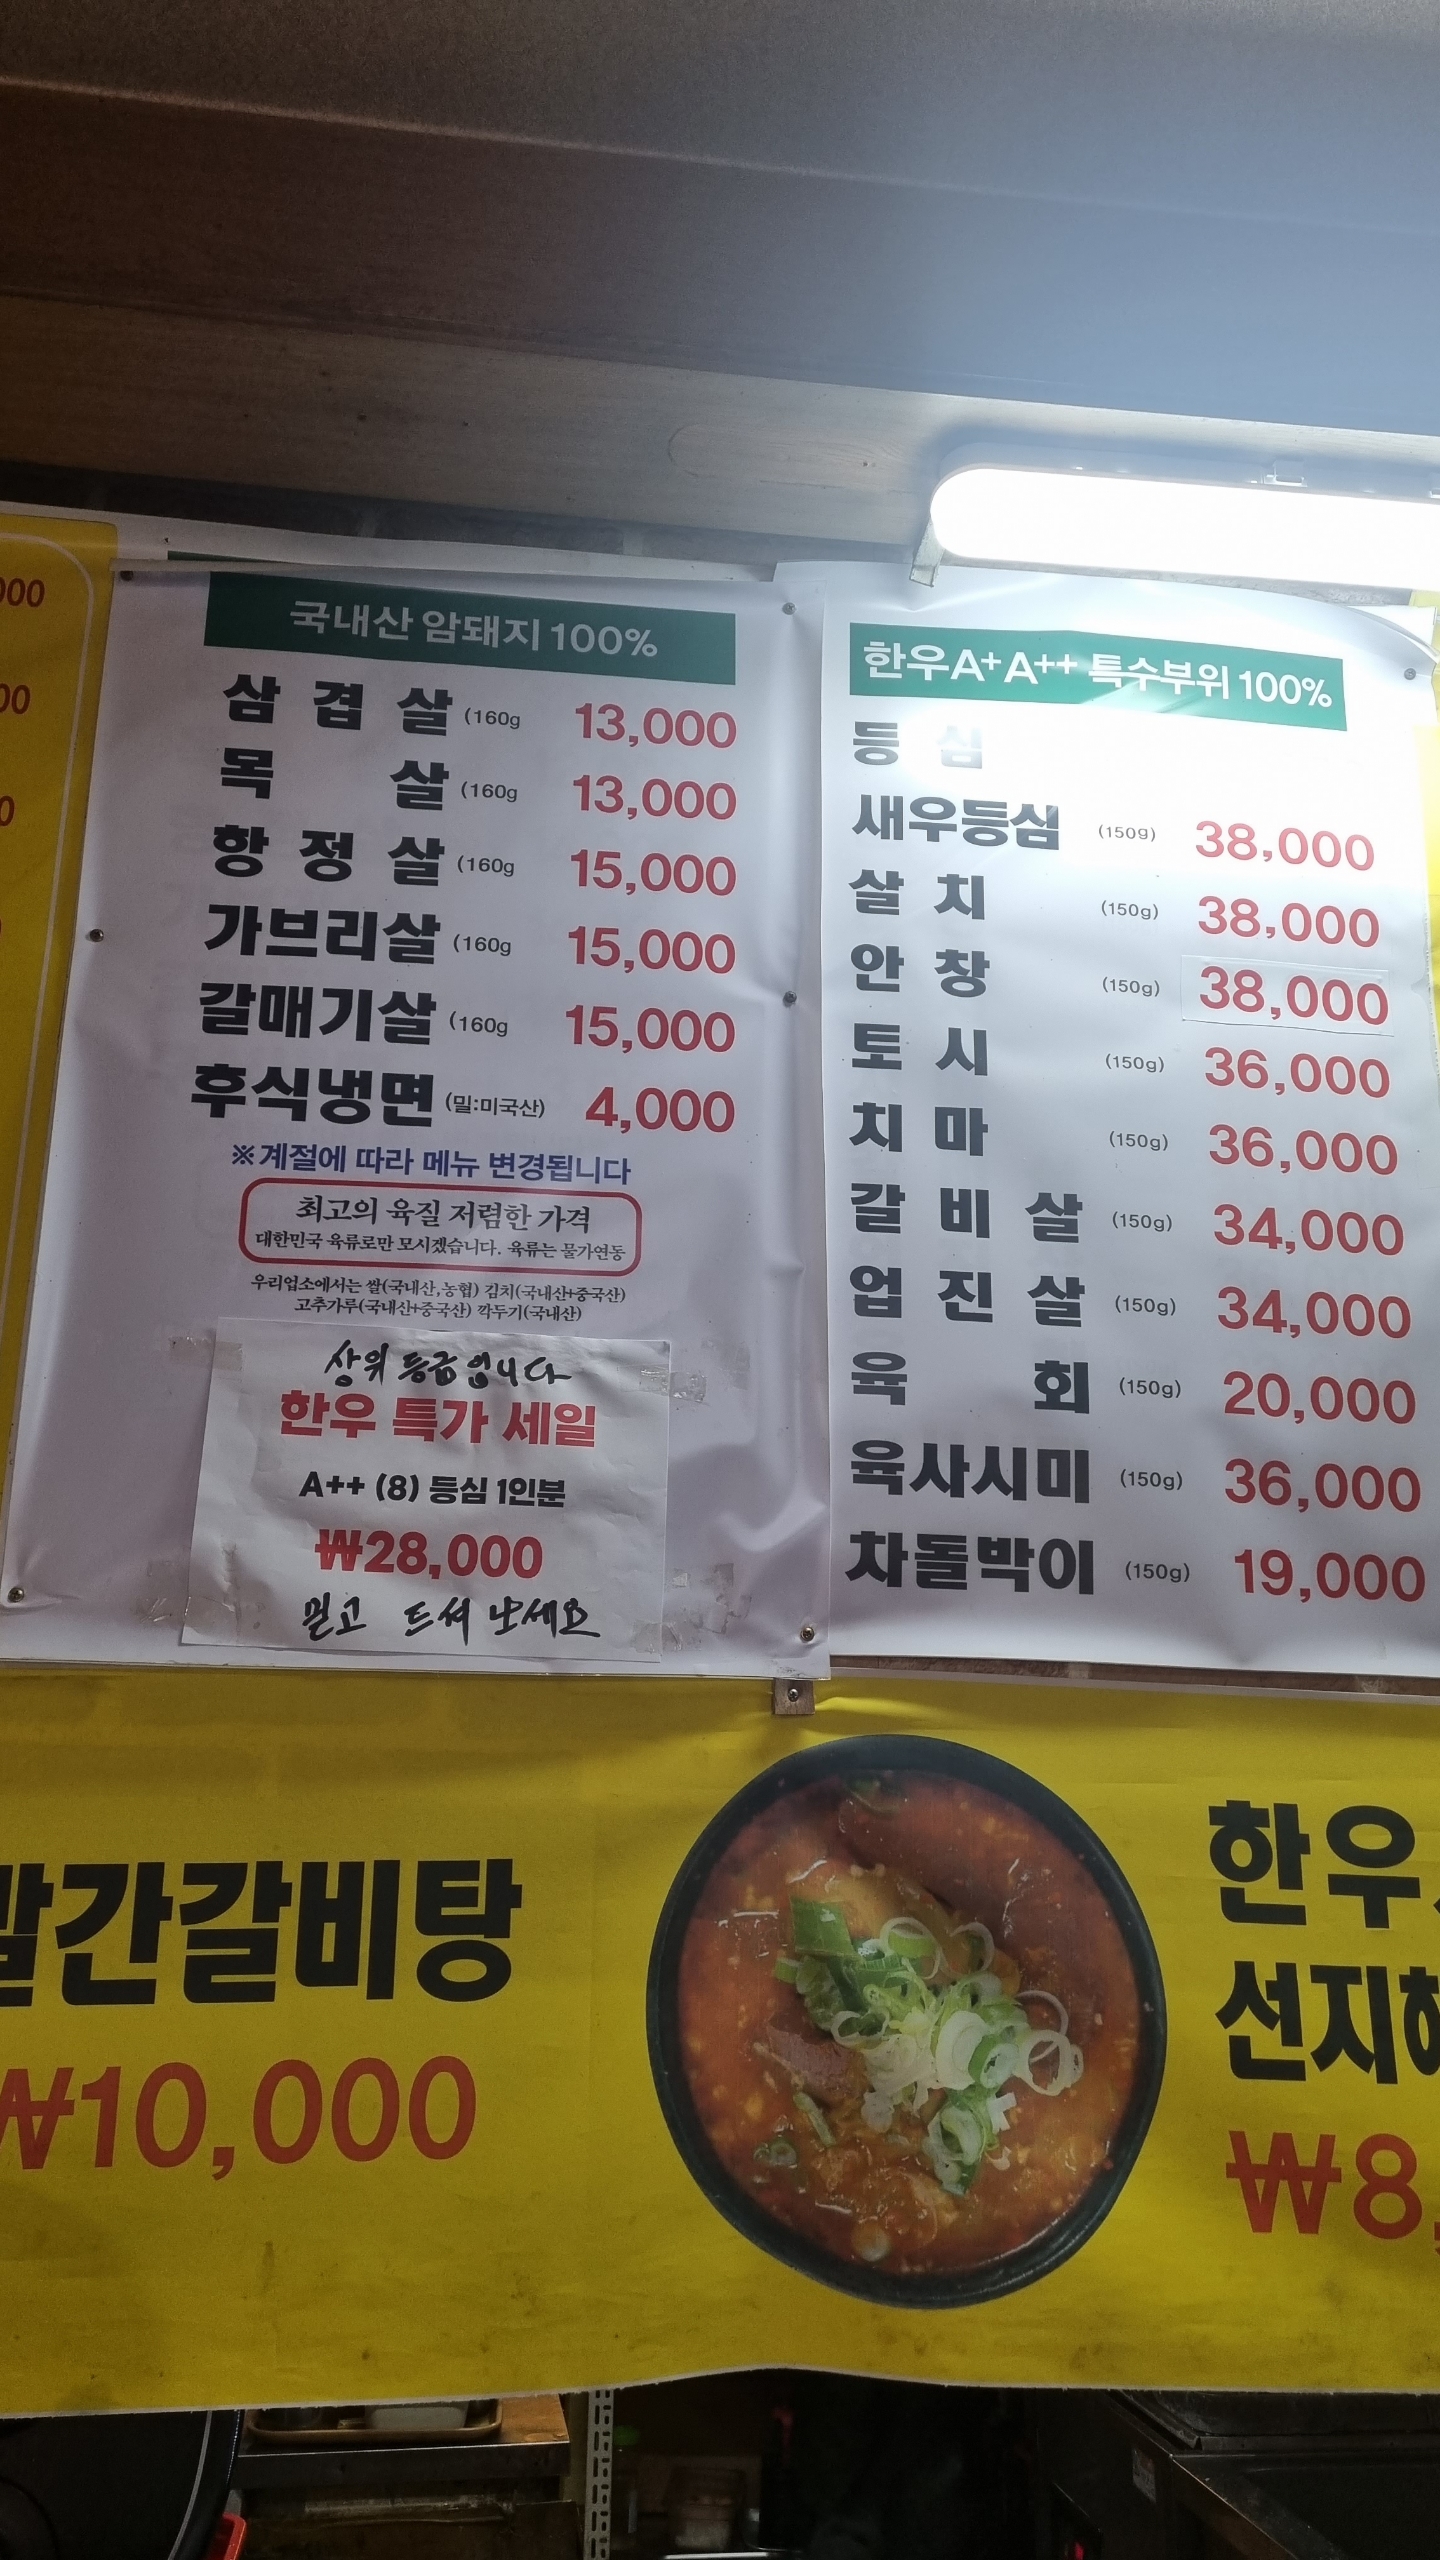 국내산 암돼지 100%
삼겹살 (160g 13,000
목살 (160g 13,000
항정살 (160g 15,000
가브리살 (160g 15,000
갈매기살 (160g 15,000
후식냉면 (밀:미국산) 4,000
※계절에 따라 메뉴 변경됩니다
최고의 육질 저렴한 가격
대한민국 육류로만 모시겠습니다. 육류는 물가연동
우리업소에서는 쌀(국내산,농협) 김치(국내산+중국산)
고추가루(국내산+중국산) 깍두기(국내산)
상위 등급입니다
한우 특가 세일
A++ (8) 등심 1인분
₩28,000
믿고 드셔 보세요
한우A+A++ 특수부위 100%
등심
새우등심 (150g) 38,000
살치 (150g) 38,000
안창 (150g) 38,000
토시 (150g) 36,000
치마 (150g) 36,000
갈비살 (150g) 34,000
업진살 (150g) 34,000
육회 (150g) 20,000
육사시미 (150g) 36,000
차돌박이 (150g) 19,000
빨간갈비탕
₩10,000
한우
선지해
₩8,